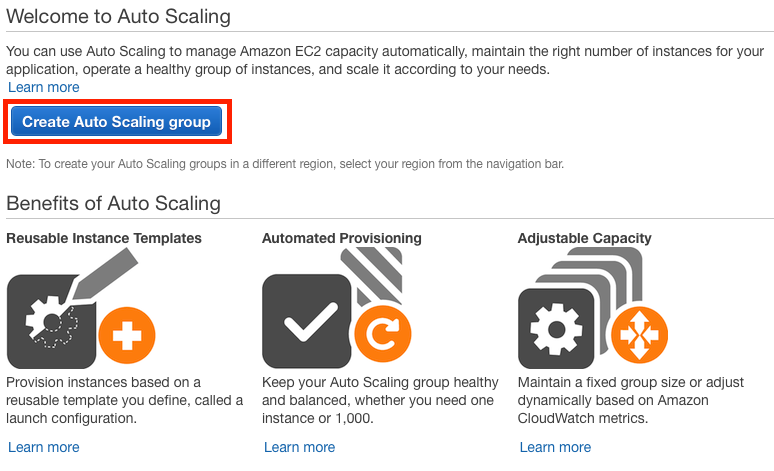 Welcome to Auto Scaling
You can use Auto Scaling to manage Amazon EC2 capacity automatically, maintain the right number of instances for your
application, operate a healthy group of instances, and scale it according to your needs.
Learn more
Create Auto Scaling group
Note: To create your Auto Scaling groups in a different region, select your region from the navigation bar.
Benefits of Auto Scaling
Reusable Instance Templates
Provision instances based on a
reusable template you define, called a
launch configuration.
Learn more
Automated Provisioning
Keep your Auto Scaling group healthy
and balanced, whether you need one
instance or 1,000.
Learn more
Adjustable Capacity
Maintain a fixed group size or adjust
dynamically based on Amazon
CloudWatch metrics.
Learn more